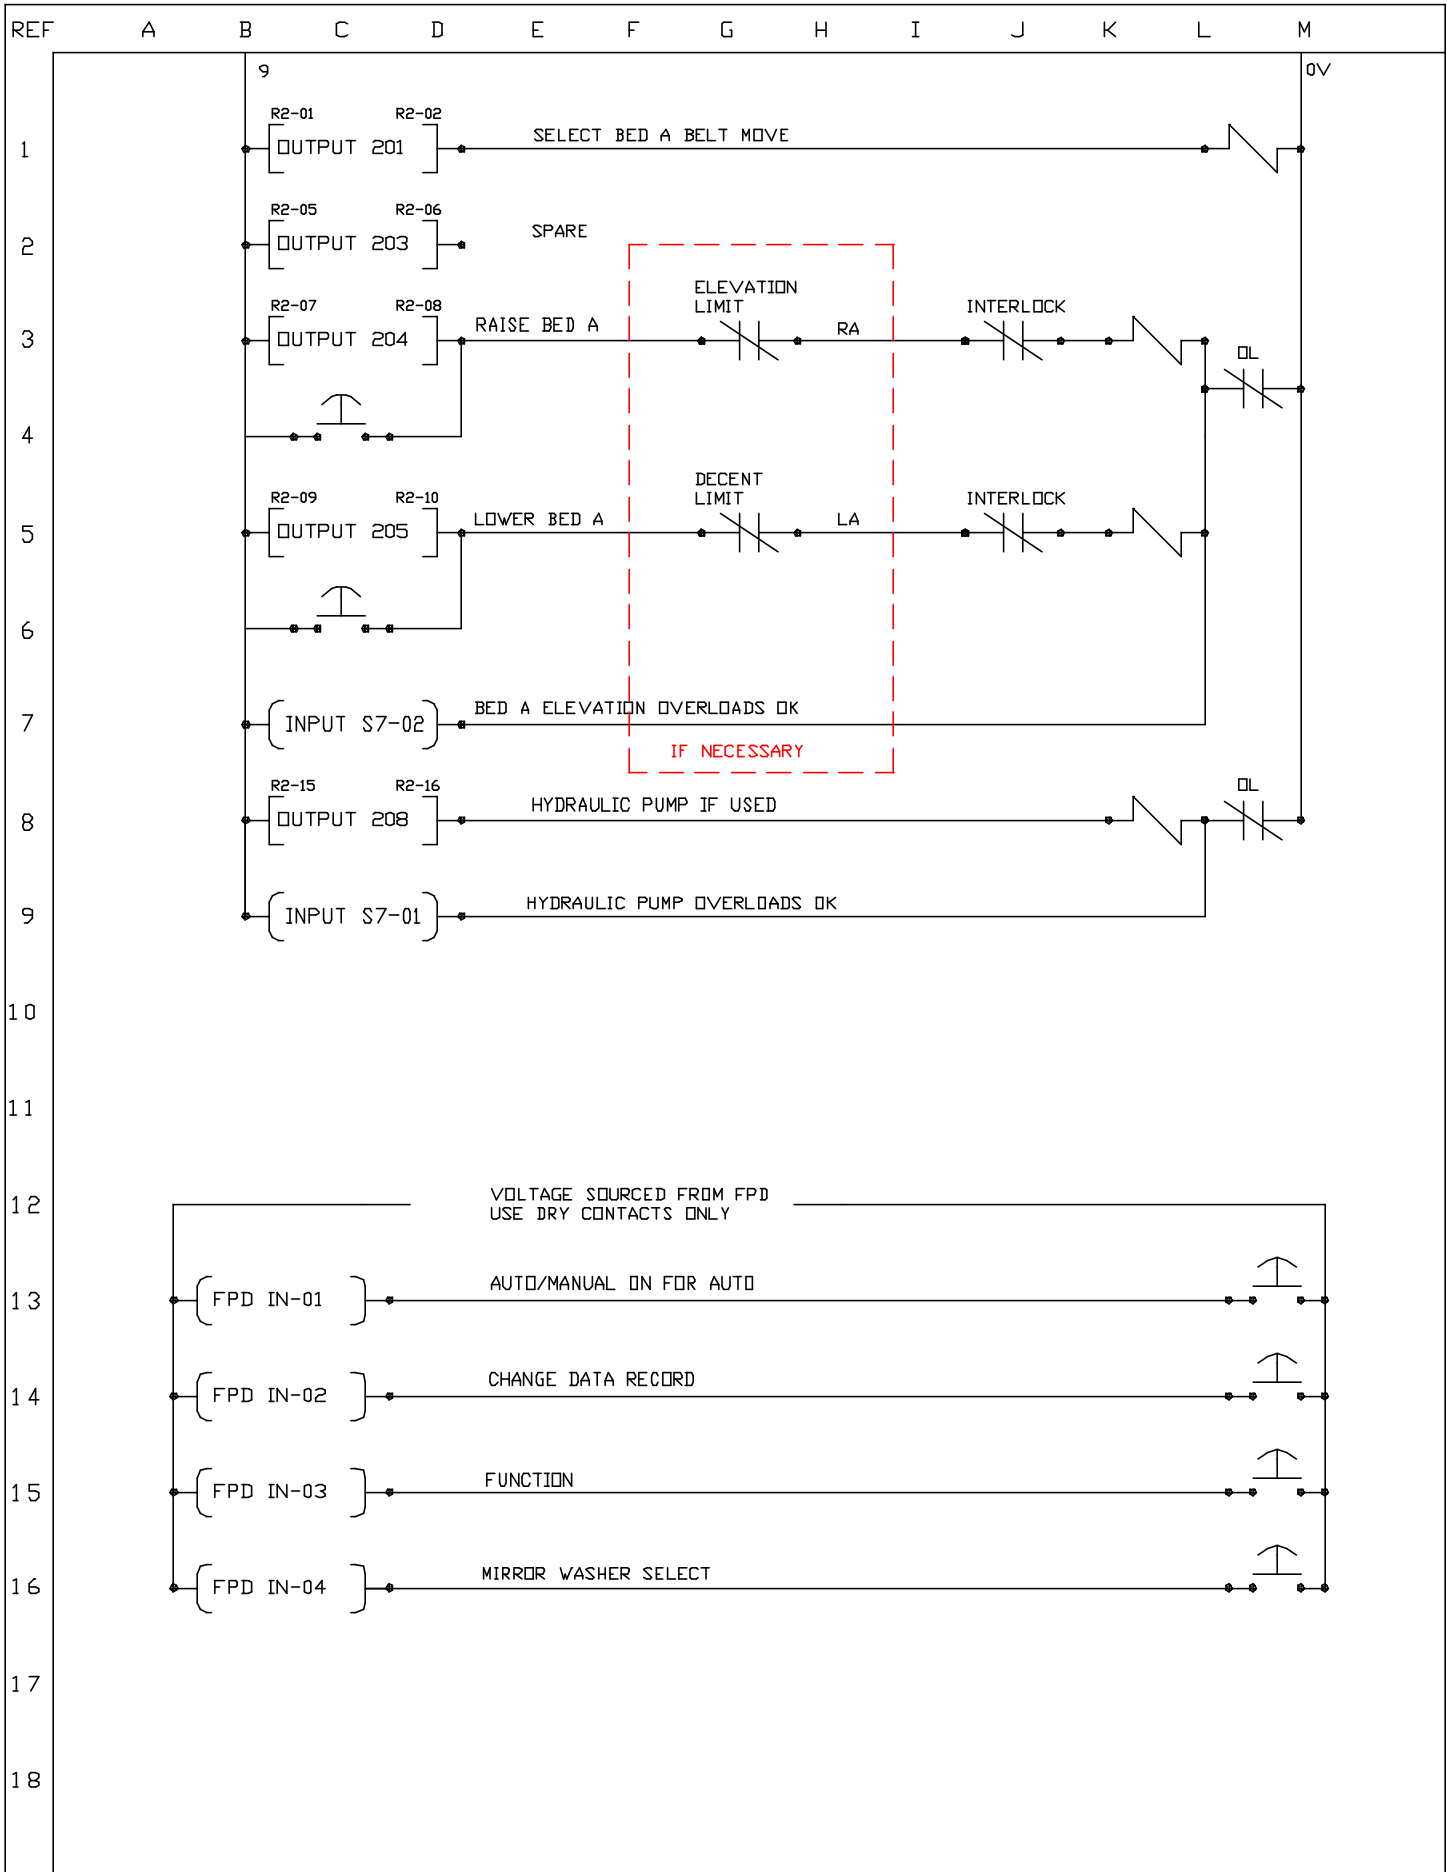 REF A B C D E F G H I J K L M
9 0V
R2-01 R2-02
1 OUTPUT 201 SELECT BED A BELT MOVE
R2-05 R2-06
2 OUTPUT 203 SPARE
ELEVATION
LIMIT
R2-07 R2-08
3 OUTPUT 204 RAISE BED A RA INTERLOCK
OL
4
DECENT
LIMIT
R2-09 R2-10
5 OUTPUT 205 LOWER BED A LA INTERLOCK
6
7 INPUT S7-02 BED A ELEVATION OVERLOADS OK
IF NECESSARY
R2-15 R2-16
8 OUTPUT 208 HYDRAULIC PUMP IF USED OL
9 INPUT S7-01 HYDRAULIC PUMP OVERLOADS OK
10
11
12 VOLTAGE SOURCED FROM FPD
USE DRY CONTACTS ONLY
13 FPD IN-01 AUTO/MANUAL ON FOR AUTO
14 FPD IN-02 CHANGE DATA RECORD
15 FPD IN-03 FUNCTION
16 FPD IN-04 MIRROR WASHER SELECT
17
18